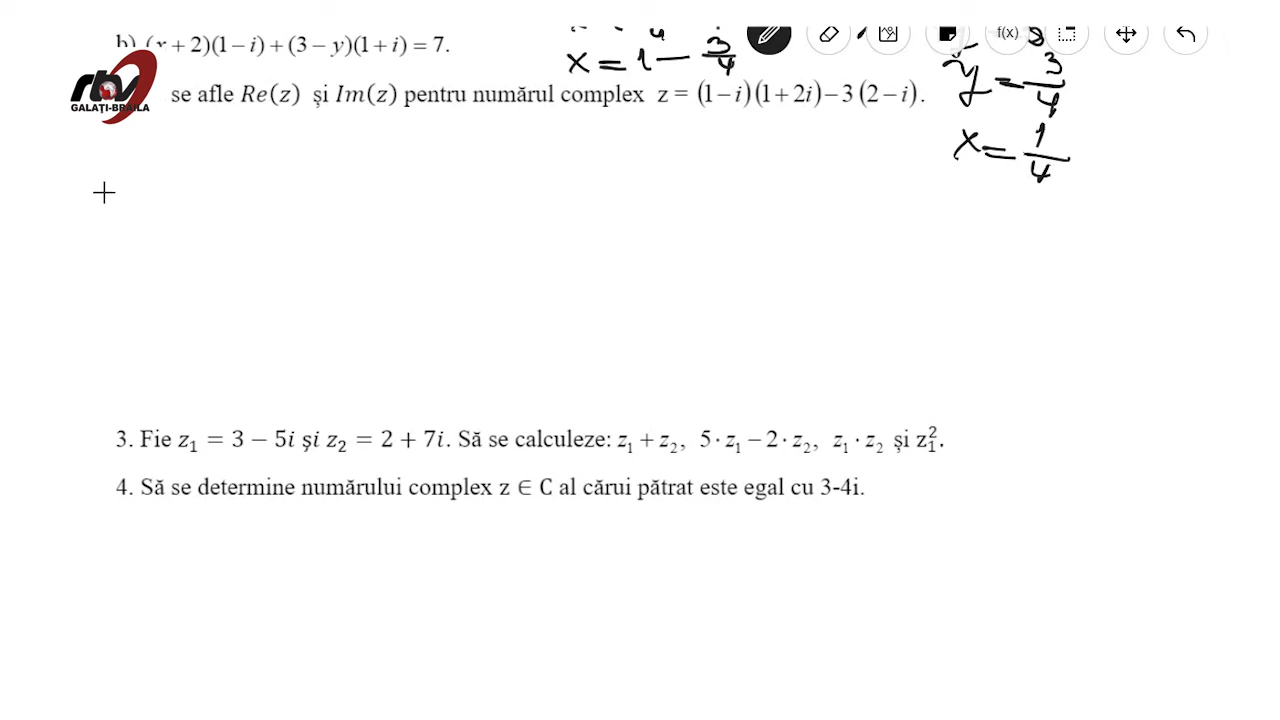 b) (x + 2)(1 − i) + (3 − y)(1 + i) = 7.
x = 1 − 3/4
y = 3/4
se afle Re(z) și Im(z) pentru numărul complex z = (1 − i)(1 + 2i) − 3(2 − i).
x = 1/4
rtv
GALAȚI-BRĂILA
f(x)
3. Fie z₁ = 3 − 5i și z₂ = 2 + 7i. Să se calculeze: z₁ + z₂, 5 · z₁ − 2 · z₂, z₁ · z₂ și z₁².
4. Să se determine numărului complex z ∈ C al cărui pătrat este egal cu 3-4i.